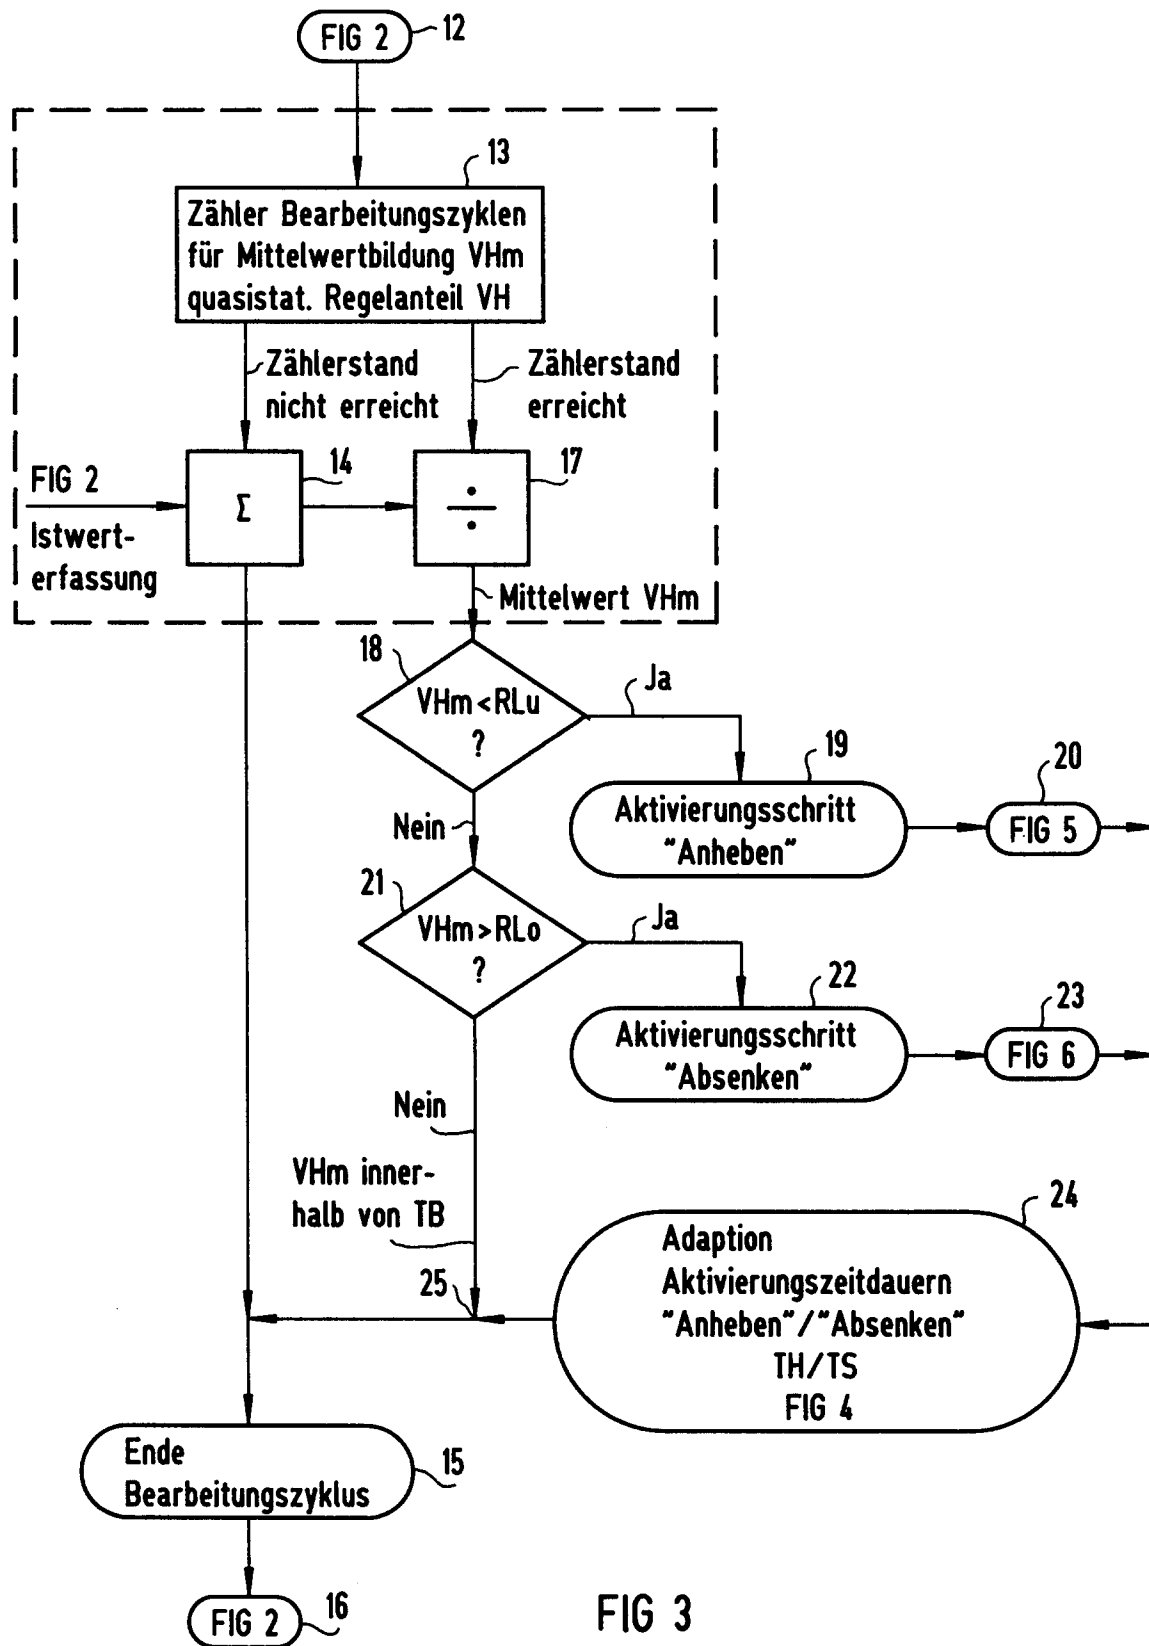 FIG 2
12
13
Zähler Bearbeitungszyklen
für Mittelwertbildung VHm
quasistat. Regelanteil VH
Zählerstand
nicht erreicht
Zählerstand
erreicht
FIG 2
Istwert-
erfassung
Σ
14
÷
17
Mittelwert VHm
18
VHm<RLu
?
Ja
Nein
19
Aktivierungsschritt
"Anheben"
20
FIG 5
21
VHm>RLo
?
Ja
22
Aktivierungsschritt
"Absenken"
23
FIG 6
Nein
VHm inner-
halb von TB
24
Adaption
Aktivierungszeitdauern
"Anheben"/"Absenken"
TH/TS
FIG 4
25
Ende
Bearbeitungszyklus
15
FIG 2
16
FIG 3